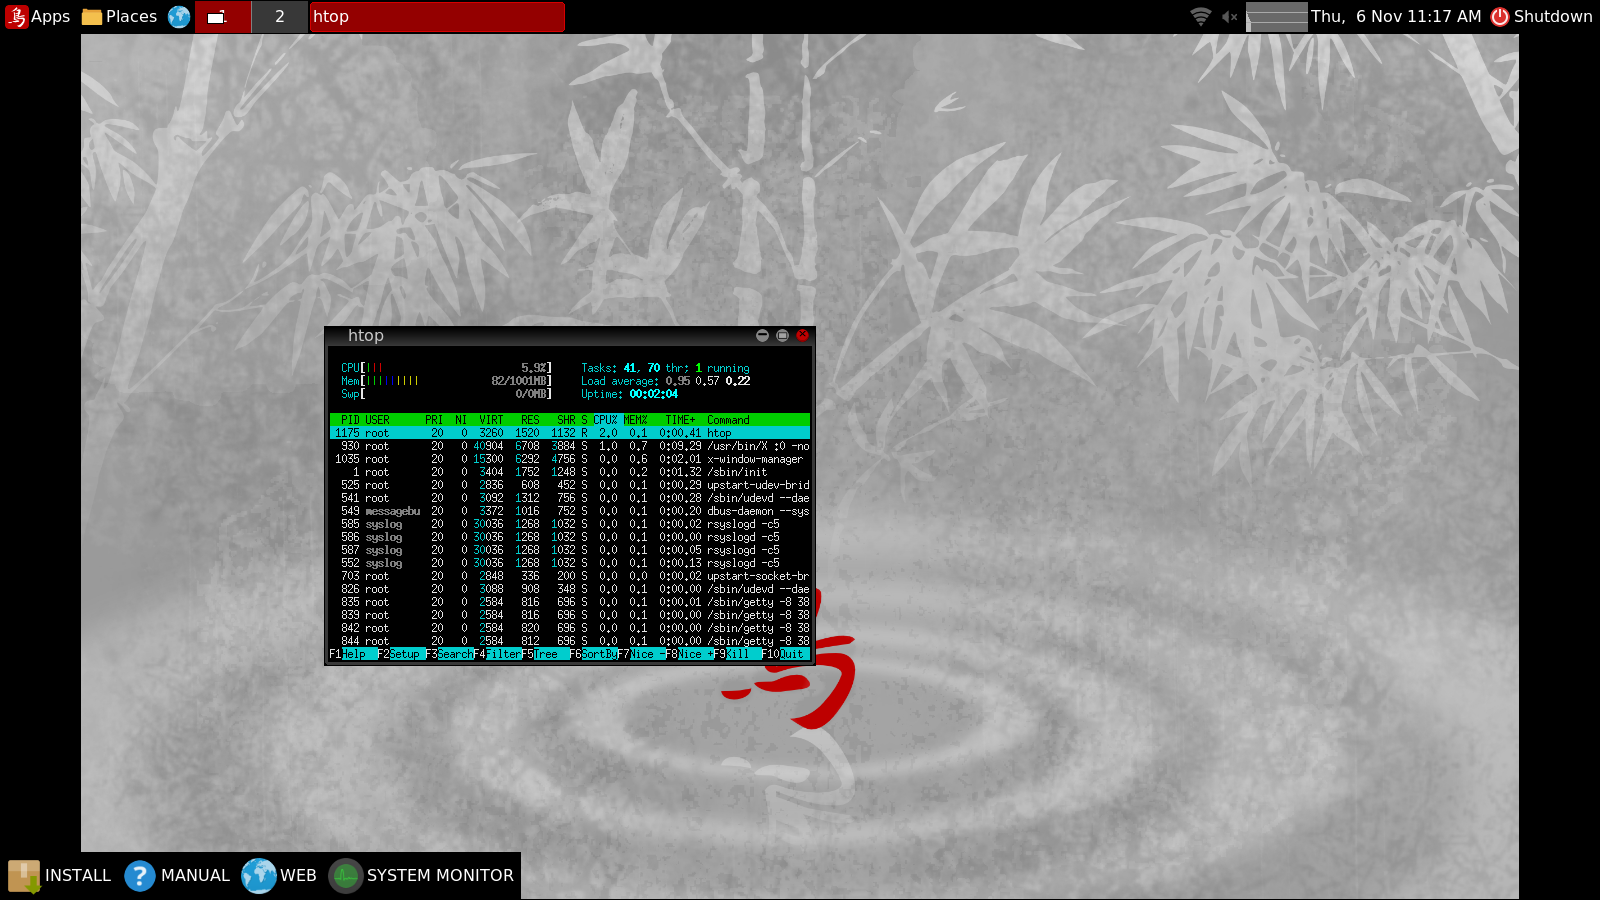 Apps Places 1 2 htop Thu, 6 Nov 11:17 AM Shutdown
htop
CPU[||| 5.9%] Tasks: 41, 70 thr; 1 running
Mem[|||||||||| 82/1001MB] Load average: 0.95 0.57 0.22
Swp[ 0/0MB] Uptime: 00:02:04
PID USER PRI NI VIRT RES SHR S CPU% MEM% TIME+ Command
1175 root 20 0 3260 1520 1132 R 2.0 0.1 0:00.41 htop
930 root 20 0 40904 6708 3884 S 1.0 0.7 0:09.29 /usr/bin/X :0 -no
1035 root 20 0 15300 6292 4756 S 0.0 0.6 0:02.01 x-window-manager
1 root 20 0 3404 1752 1248 S 0.0 0.2 0:01.32 /sbin/init
525 root 20 0 2836 608 452 S 0.0 0.1 0:00.29 upstart-udev-brid
541 root 20 0 3092 1312 756 S 0.0 0.1 0:00.28 /sbin/udevd --dae
549 messagebu 20 0 3372 1016 752 S 0.0 0.1 0:00.20 dbus-daemon --sys
585 syslog 20 0 30036 1268 1032 S 0.0 0.1 0:00.02 rsyslogd -c5
586 syslog 20 0 30036 1268 1032 S 0.0 0.1 0:00.00 rsyslogd -c5
587 syslog 20 0 30036 1268 1032 S 0.0 0.1 0:00.05 rsyslogd -c5
552 syslog 20 0 30036 1268 1032 S 0.0 0.1 0:00.13 rsyslogd -c5
703 root 20 0 2848 336 200 S 0.0 0.0 0:00.02 upstart-socket-br
826 root 20 0 3088 908 348 S 0.0 0.1 0:00.00 /sbin/udevd --dae
835 root 20 0 2584 816 696 S 0.0 0.1 0:00.01 /sbin/getty -8 38
839 root 20 0 2584 816 696 S 0.0 0.1 0:00.00 /sbin/getty -8 38
842 root 20 0 2584 820 696 S 0.0 0.1 0:00.00 /sbin/getty -8 38
844 root 20 0 2584 812 696 S 0.0 0.1 0:00.00 /sbin/getty -8 38
F1Help F2Setup F3SearchF4FilterF5Tree F6SortByF7Nice -F8Nice +F9Kill F10Quit
INSTALL ? MANUAL WEB SYSTEM MONITOR